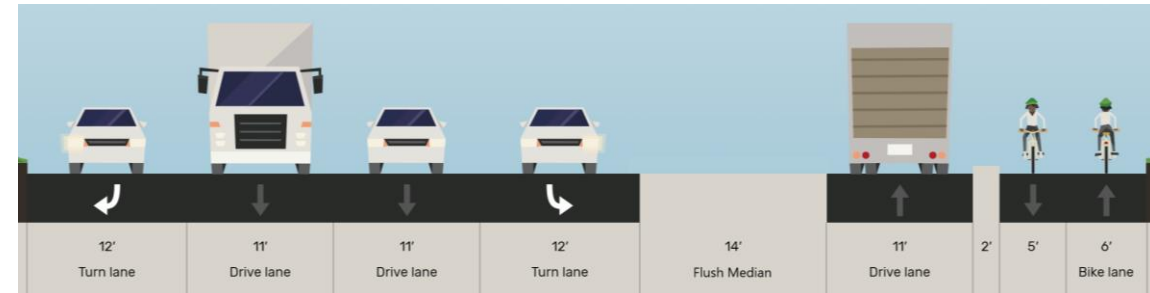 12' 11' 11' 12' 14' 11' 2' 5' 6'
Turn lane Drive lane Drive lane Turn lane Flush Median Drive lane Bike lane